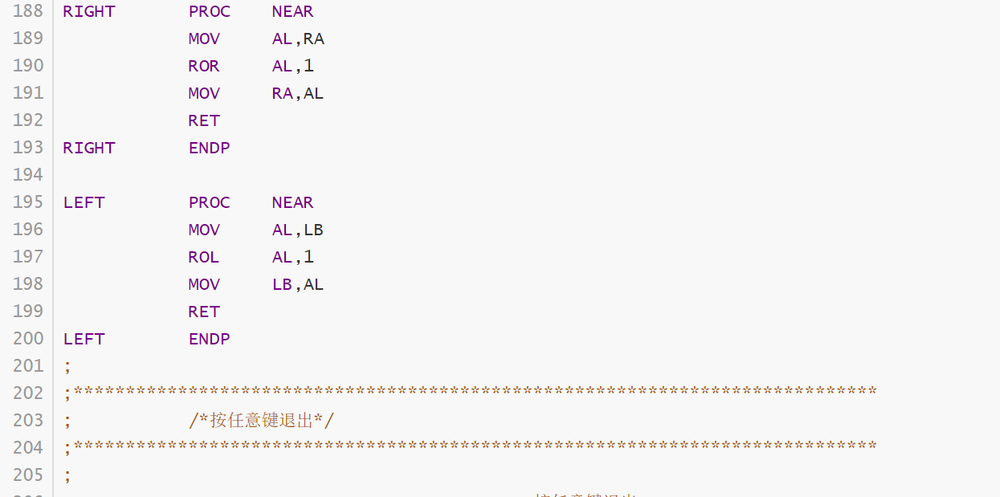 188 RIGHT PROC NEAR
189 MOV AL,RA
190 ROR AL,1
191 MOV RA,AL
192 RET
193 RIGHT ENDP
194
195 LEFT PROC NEAR
196 MOV AL,LB
197 ROL AL,1
198 MOV LB,AL
199 RET
200 LEFT ENDP
201 ;
202 ;*****************************************************************************
203 ; /*按任意键退出*/
204 ;*****************************************************************************
205 ;